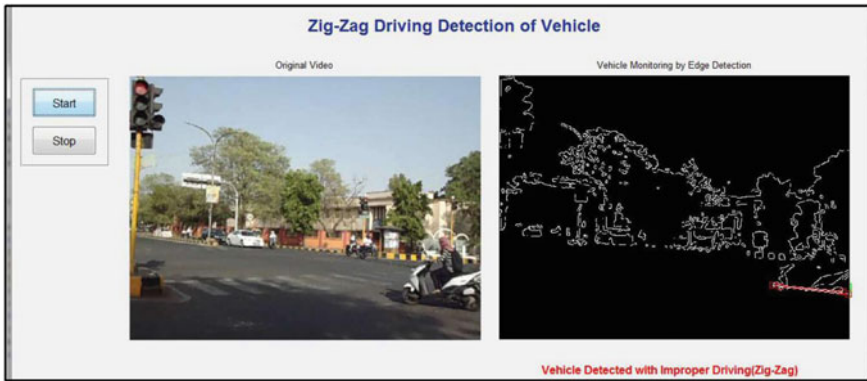 Zig-Zag Driving Detection of Vehicle
Original Video
Vehicle Monitoring by Edge Detection
Start
Stop
Vehicle Detected with Improper Driving(Zig-Zag)